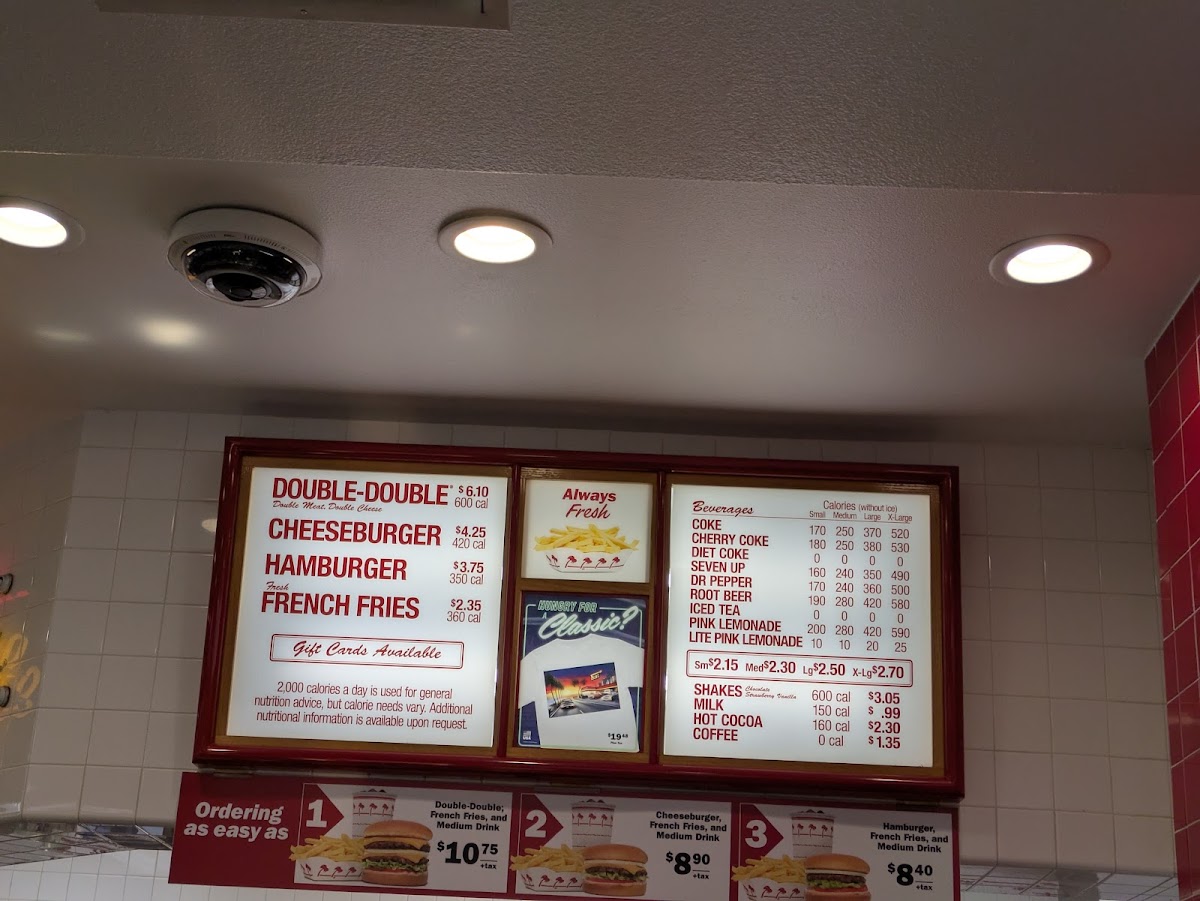 DOUBLE-DOUBLE® $6.10
Double Meat. Double Cheese 600 cal
CHEESEBURGER $4.25
420 cal
HAMBURGER $3.75
350 cal
Fresh
FRENCH FRIES $2.35
360 cal
Gift Cards Available
2,000 calories a day is used for general
nutrition advice, but calorie needs vary. Additional
nutritional information is available upon request.
Always
Fresh
HUNGRY FOR
A
Classic?
$19.60
Plus Tax
Beverages Calories (without ice)
Small Medium Large X-Large
COKE 170 250 370 520
CHERRY COKE 180 250 380 530
DIET COKE 0 0 0 0
SEVEN UP 160 240 350 490
DR PEPPER 170 240 360 500
ROOT BEER 190 280 420 580
ICED TEA 0 0 0 0
PINK LEMONADE 200 280 420 590
LITE PINK LEMONADE 10 10 20 25
Sm$2.15 Med$2.30 Lg$2.50 X-Lg$2.70
SHAKES Chocolate Strawberry Vanilla 600 cal $3.05
MILK 150 cal $.99
HOT COCOA 160 cal $2.30
COFFEE 0 cal $1.35
Ordering
as easy as
1
Double-Double,
French Fries, and
Medium Drink
$10.75
+tax
2
Cheeseburger,
French Fries, and
Medium Drink
$8.90
+tax
3
Hamburger,
French Fries, and
Medium Drink
$8.40
+tax